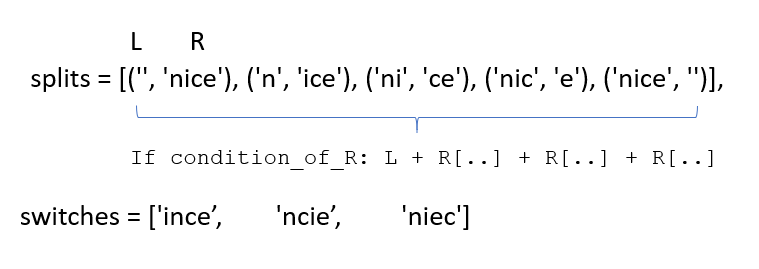 L R
splits = [('', 'nice'), ('n', 'ice'), ('ni', 'ce'), ('nic', 'e'), ('nice', '')],
If condition_of_R: L + R[..] + R[..] + R[..]
switches = ['ince’, 'ncie’, 'niec']